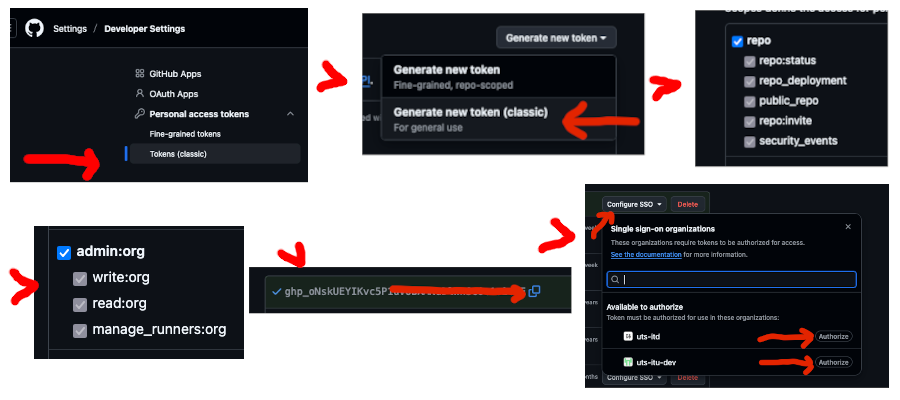 Settings / Developer Settings
GitHub Apps
OAuth Apps
Personal access tokens
Fine-grained tokens
Tokens (classic)
Generate new token
Generate new token
Fine-grained, repo-scoped
Generate new token (classic)
For general use
repo
repo:status
repo_deployment
public_repo
repo:invite
security_events
admin:org
write:org
read:org
manage_runners:org
Configure SSO
Delete
Single sign-on organizations
These organizations require tokens to be authorized for access.
See the documentation for more information.
Available to authorize
Token must be authorized for use in these organizations:
uts-itd
Authorize
uts-itu-dev
Authorize
Configure SSO
Delete